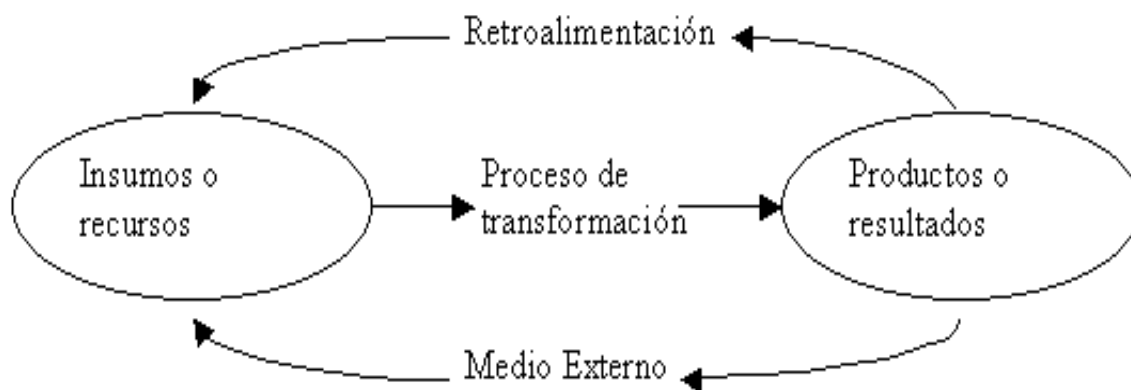 Retroalimentación
Insumos o
recursos
Proceso de
transformación
Productos o
resultados
Medio Externo